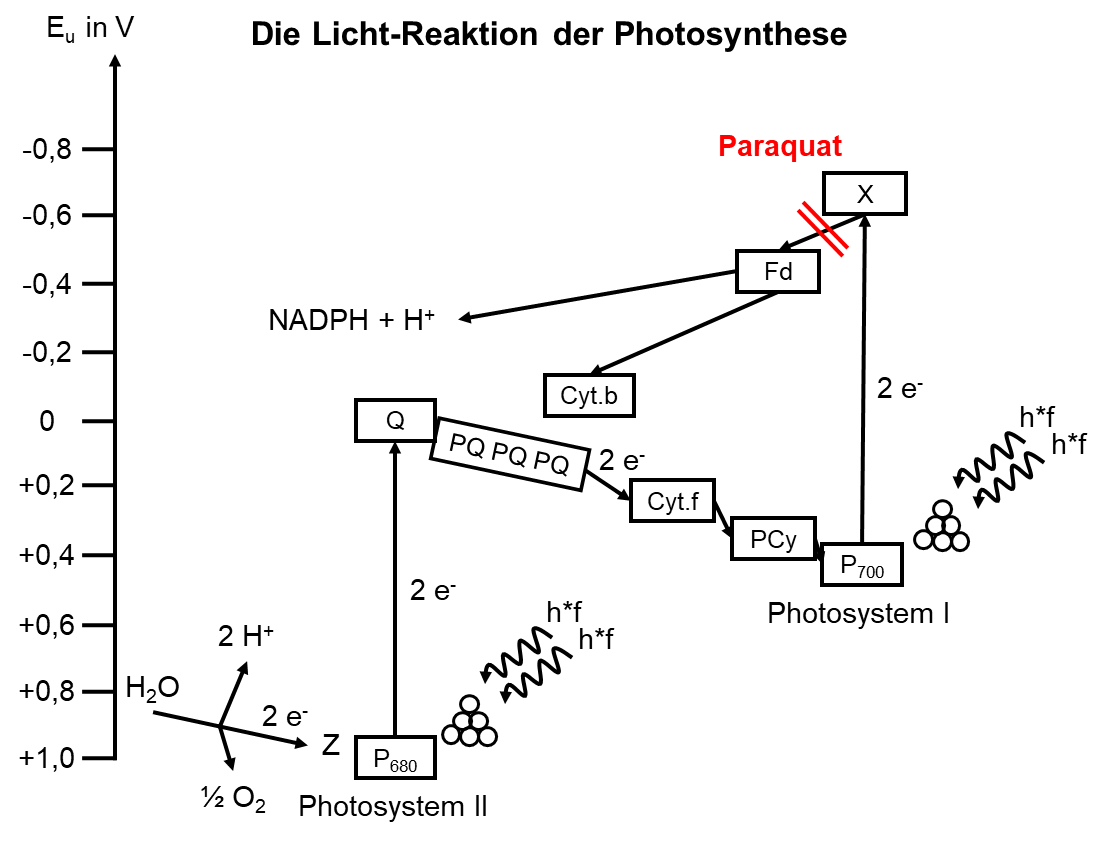 E_u in V
Die Licht-Reaktion der Photosynthese
-0,8
-0,6
-0,4
-0,2
0
+0,2
+0,4
+0,6
+0,8
+1,0
Paraquat
X
Fd
NADPH + H⁺
Cyt.b
2 e⁻
Q
PQ PQ PQ
2 e⁻
Cyt.f
PCy
P₇₀₀
h*f
h*f
Photosystem I
2 e⁻
h*f
h*f
2 H⁺
H₂O
2 e⁻
Z
P₆₈₀
½ O₂
Photosystem II